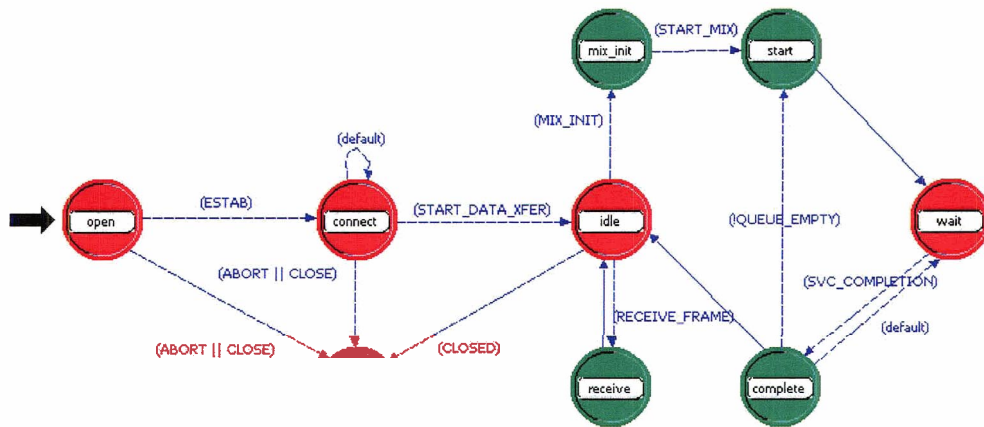 (START_MIX)
mix_init
start
(MIX_INIT)
(default)
(ESTAB)
(START_DATA_XFER)
open
connect
idle
(!QUEUE_EMPTY)
wait
(ABORT || CLOSE)
(SVC_COMPLETION)
(RECEIVE_FRAME)
(default)
(ABORT || CLOSE)
(CLOSED)
receive
complete